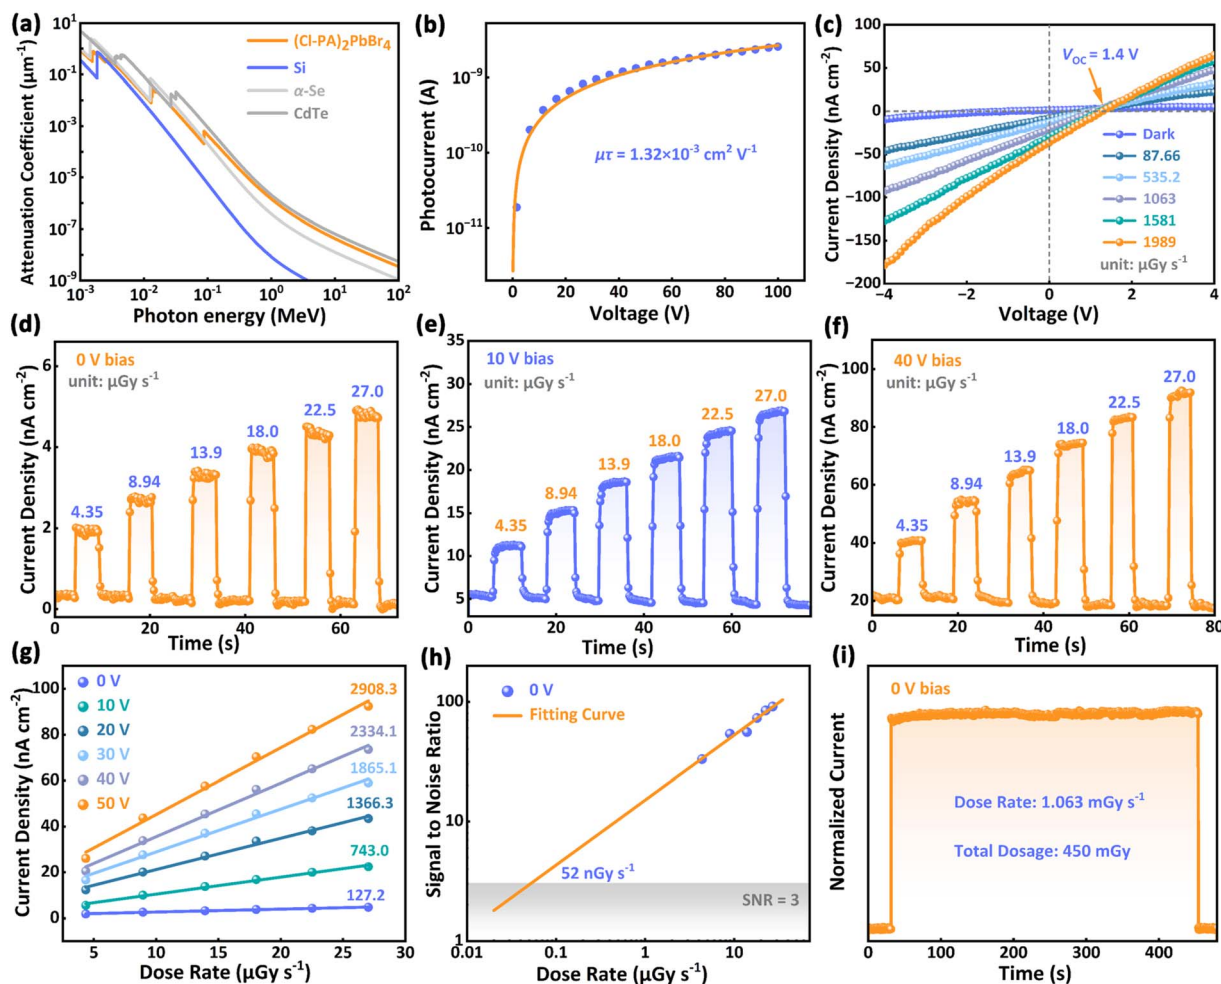 (a)
Attenuation Coefficient (μm⁻¹)
10¹
10⁻¹
10⁻³
10⁻⁵
10⁻⁷
10⁻⁹
(Cl-PA)₂PbBr₄
Si
α-Se
CdTe
10⁻³ 10⁻² 10⁻¹ 10⁰ 10¹ 10²
Photon energy (MeV)
(b)
Photocurrent (A)
10⁻⁹
10⁻¹⁰
10⁻¹¹
μτ = 1.32×10⁻³ cm² V⁻¹
0 20 40 60 80 100
Voltage (V)
(c)
Current Density (nA cm⁻²)
100
50
0
−50
−100
−150
−200
V_OC = 1.4 V
Dark
87.66
535.2
1063
1581
1989
unit: μGy s⁻¹
−4 −2 0 2 4
Voltage (V)
(d)
Current Density (nA cm⁻²)
6
4
2
0
0 V bias
unit: μGy s⁻¹
4.35
8.94
13.9
18.0
22.5
27.0
0 20 40 60
Time (s)
(e)
Current Density (nA cm⁻²)
35
30
25
20
15
10
5
10 V bias
unit: μGy s⁻¹
4.35
8.94
13.9
18.0
22.5
27.0
0 20 40 60
Time (s)
(f)
Current Density (nA cm⁻²)
100
80
60
40
20
40 V bias
unit: μGy s⁻¹
4.35
8.94
13.9
18.0
22.5
27.0
0 20 40 60 80
Time (s)
(g)
Current Density (nA cm⁻²)
100
80
60
40
20
0
0 V
10 V
20 V
30 V
40 V
50 V
2908.3
2334.1
1865.1
1366.3
743.0
127.2
5 10 15 20 25 30
Dose Rate (μGy s⁻¹)
(h)
Signal to Noise Ratio
100
10
1
0 V
Fitting Curve
52 nGy s⁻¹
SNR = 3
0.01 0.1 1 10
Dose Rate (μGy s⁻¹)
(i)
Normalized Current
0 V bias
Dose Rate: 1.063 mGy s⁻¹
Total Dosage: 450 mGy
0 100 200 300 400
Time (s)